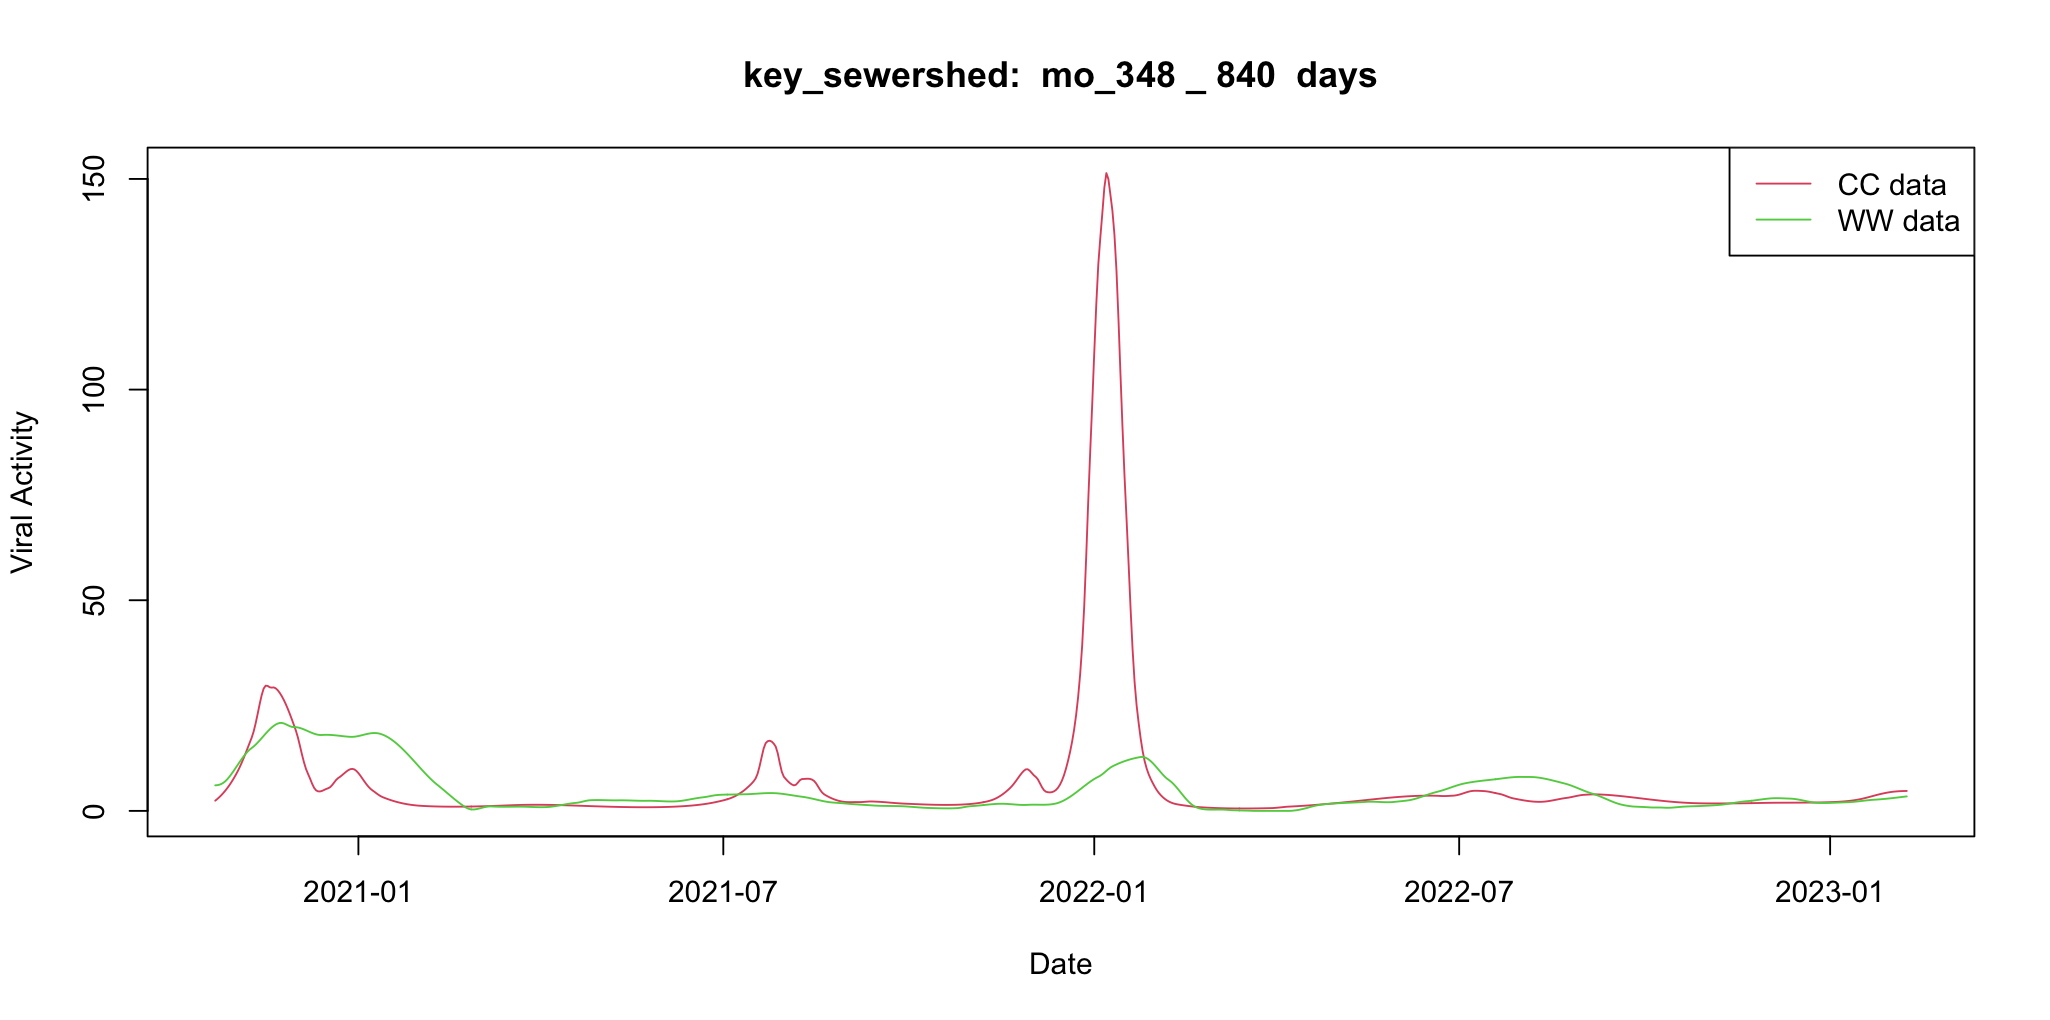 key_sewershed: mo_348 _ 840 days
CC data
WW data
Viral Activity
150
100
50
0
2021-01
2021-07
2022-01
2022-07
2023-01
Date